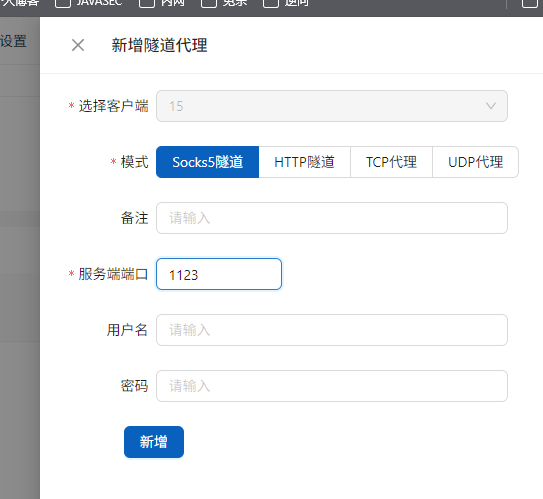 JAVASEC 内网 免杀 逆向
设置
新增隧道代理
* 选择客户端 15
* 模式 Socks5隧道 HTTP隧道 TCP代理 UDP代理
备注 请输入
* 服务端端口 1123
用户名 请输入
密码 请输入
新增